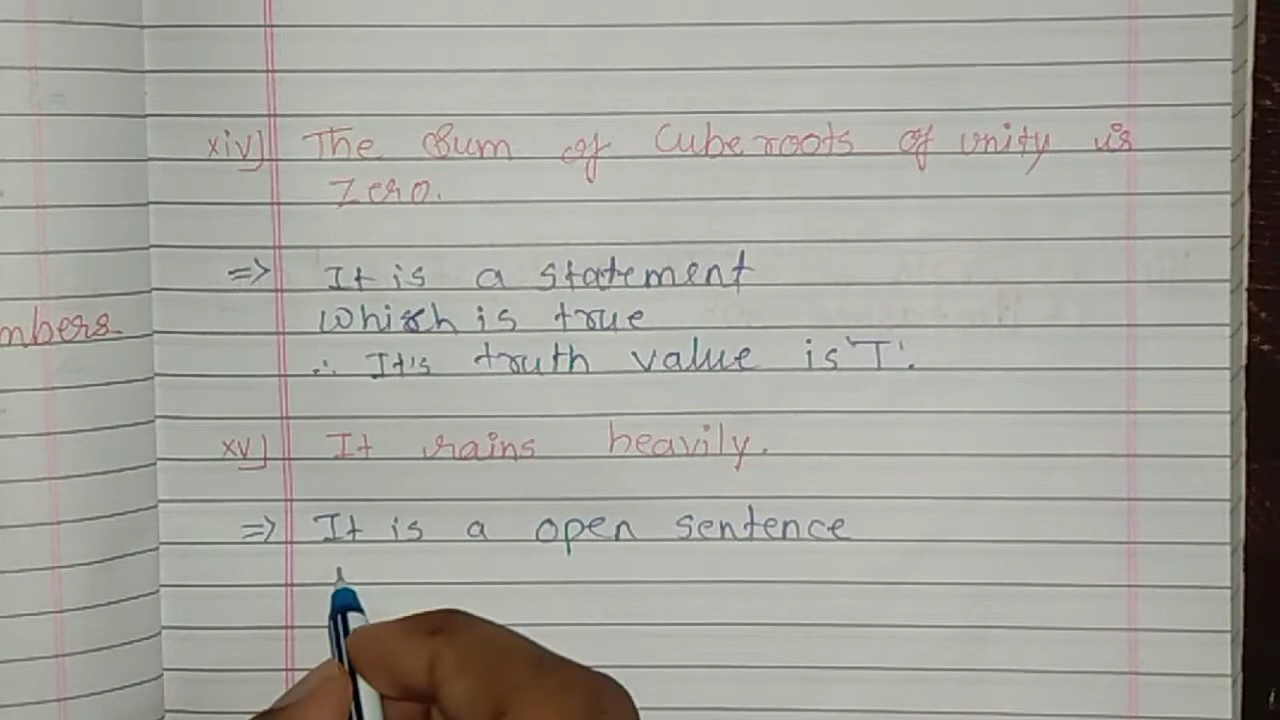 xiv) The Sum of Cube roots of unity is
Zero.
mbers
=> It is a statement
Which is true
∴ It's truth value is 'T'.
xv) It rains heavily.
=> It is a open sentence